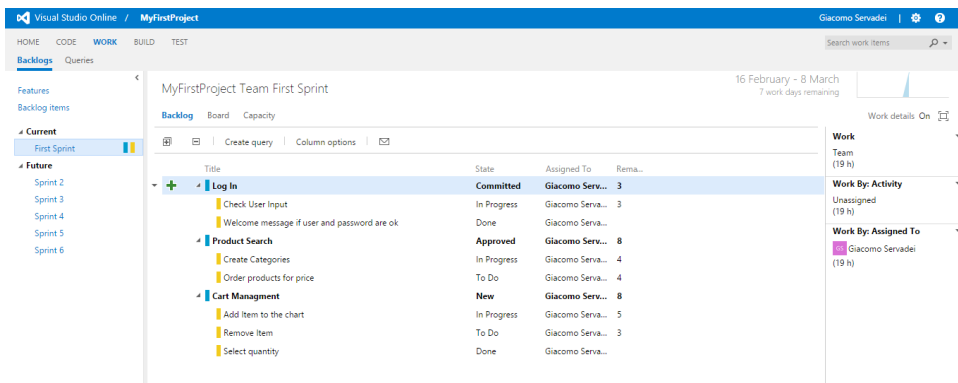 Visual Studio Online / MyFirstProject Giacomo Servadei | ?
HOME CODE WORK BUILD TEST
Search work items
Backlogs Queries
Features
Backlog items
Current
First Sprint
Future
Sprint 2
Sprint 3
Sprint 4
Sprint 5
Sprint 6
MyFirstProject Team First Sprint
16 February - 8 March
7 work days remaining
Backlog Board Capacity
Work details On
Create query Column options
Title State Assigned To Rema...
Log In Committed Giacomo Serv... 3
Check User Input In Progress Giacomo Serva... 3
Welcome message if user and password are ok Done Giacomo Serva...
Product Search Approved Giacomo Serv... 8
Create Categories In Progress Giacomo Serva... 4
Order products for price To Do Giacomo Serva... 4
Cart Managment New Giacomo Serv... 8
Add Item to the chart In Progress Giacomo Serva... 5
Remove Item To Do Giacomo Serva... 3
Select quantity Done Giacomo Serva...
Work
Team
(19 h)
Work By: Activity
Unassigned
(19 h)
Work By: Assigned To
GS Giacomo Servadei
(19 h)